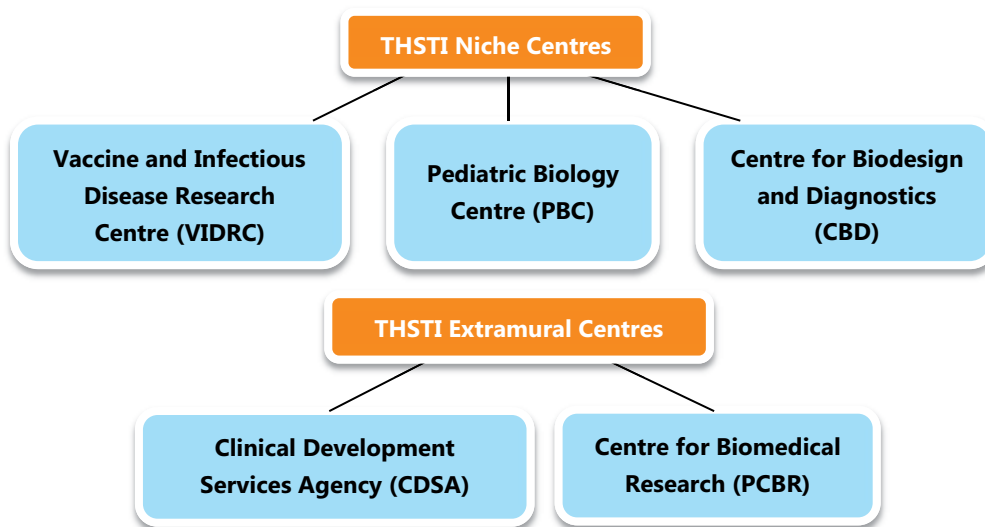 THSTI Niche Centres
Vaccine and Infectious
Disease Research
Centre (VIDRC)
Pediatric Biology
Centre (PBC)
Centre for Biodesign
and Diagnostics
(CBD)
THSTI Extramural Centres
Clinical Development
Services Agency (CDSA)
Centre for Biomedical
Research (PCBR)